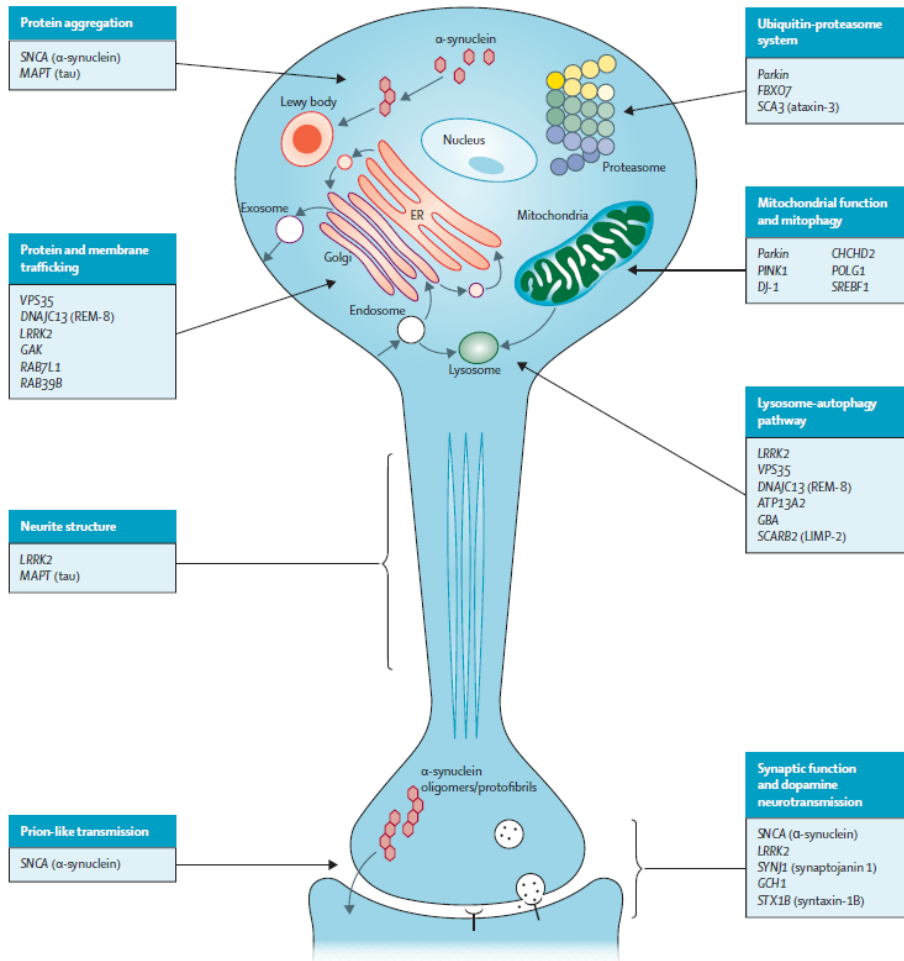 Protein aggregation
SNCA (α-synuclein)
MAPT (tau)
α-synuclein
Lewy body
Nucleus
Proteasome
Ubiquitin-proteasome
system
Parkin
FBXO7
SCA3 (ataxin-3)
Exosome
ER
Golgi
Mitochondria
Endosome
Lysosome
Mitochondrial function
and mitophagy
Parkin CHCHD2
PINK1 POLG1
DJ-1 SREBF1
Protein and membrane
trafficking
VPS35
DNAJC13 (REM-8)
LRRK2
GAK
RAB7L1
RAB39B
Lysosome-autophagy
pathway
LRRK2
VPS35
DNAJC13 (REM-8)
ATP13A2
GBA
SCARB2 (LIMP-2)
Neurite structure
LRRK2
MAPT (tau)
α-synuclein
oligomers/protofibrils
Prion-like transmission
SNCA (α-synuclein)
Synaptic function
and dopamine
neurotransmission
SNCA (α-synuclein)
LRRK2
SYNJ1 (synaptojanin 1)
GCH1
STX1B (syntaxin-1B)